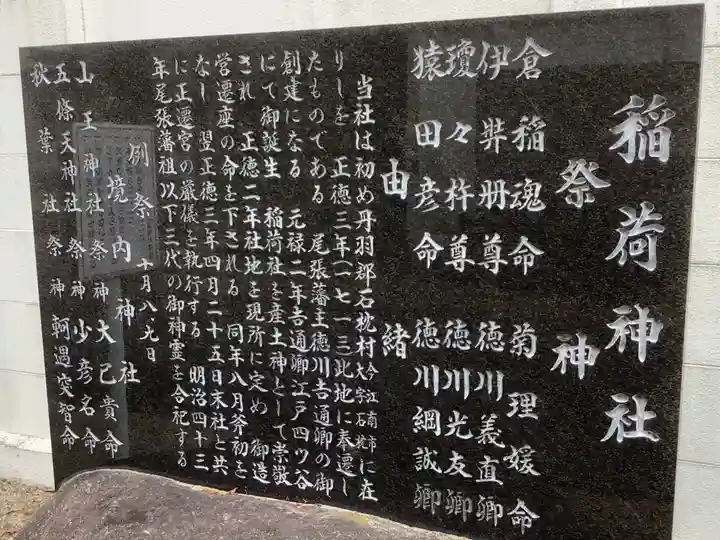 稲荷神社
祭神
倉稲魂命 菊理媛命
伊弉冊尊 徳川義直卿
瓊々杵尊 徳川光友卿
猿田彦命 徳川綱誠卿
由緒
当社は初め丹羽郡石枕村今江南市大字石枕に在
りしを 正徳三年(一七一三此地に奉遷し
たものである 尾張藩主徳川吉通卿の御
創建になる 元禄二年吉通卿江戸四ッ谷
にて御誕生 稲荷社を産土神として崇敬
され 正徳二年社地を現所に定め 御造
営遷座の命を下される 同年八月斧初を
なし 翌正徳三年四月二十五日末社と共
に正遷宮の厳儀を執行する 明治四十三
年尾張藩祖以下三代の御神霊を合祀する
例祭 十月八九日
境内神社
山王神社祭神 大己貴命
五條天神社祭神 少彦名命
秋葉社祭神 軻遇突智命